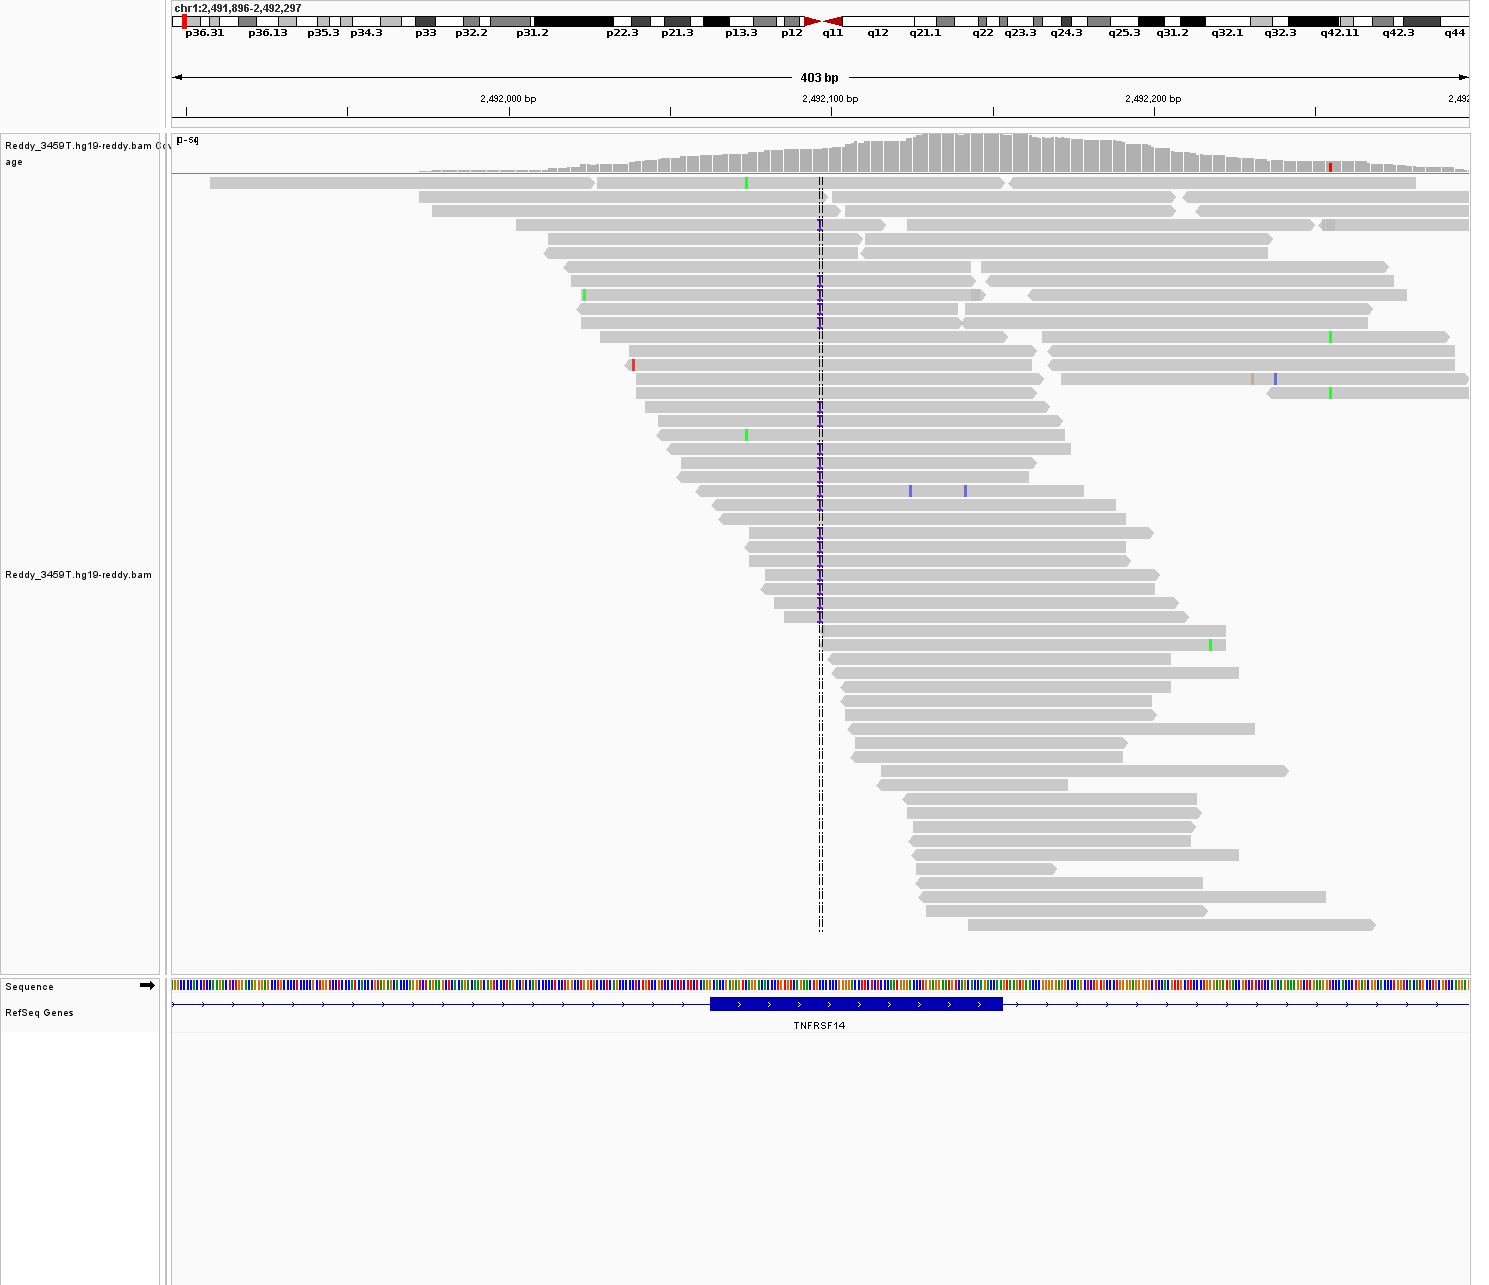 chr1:2,491,896-2,492,297
p36.31 p36.13 p35.3 p34.3 p33 p32.2 p31.2 p22.3 p21.3 p13.3 p12 q11 q12 q21.1 q22 q23.3 q24.3 q25.3 q31.2 q32.1 q32.3 q42.11 q42.3 q44
403 bp
2,492,000 bp 2,492,100 bp 2,492,200 bp 2,492
Reddy_3459T.hg19-reddy.bam Cov
age
Reddy_3459T.hg19-reddy.bam
Sequence
RefSeq Genes
TNFRSF14